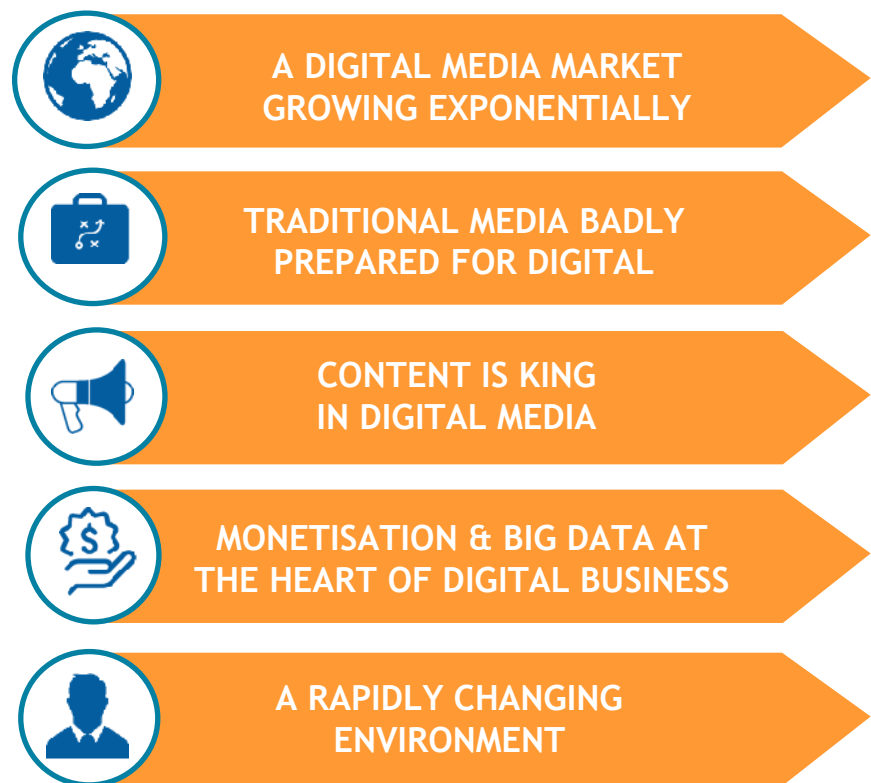 A DIGITAL MEDIA MARKET
GROWING EXPONENTIALLY
TRADITIONAL MEDIA BADLY
PREPARED FOR DIGITAL
CONTENT IS KING
IN DIGITAL MEDIA
$
MONETISATION & BIG DATA AT
THE HEART OF DIGITAL BUSINESS
A RAPIDLY CHANGING
ENVIRONMENT